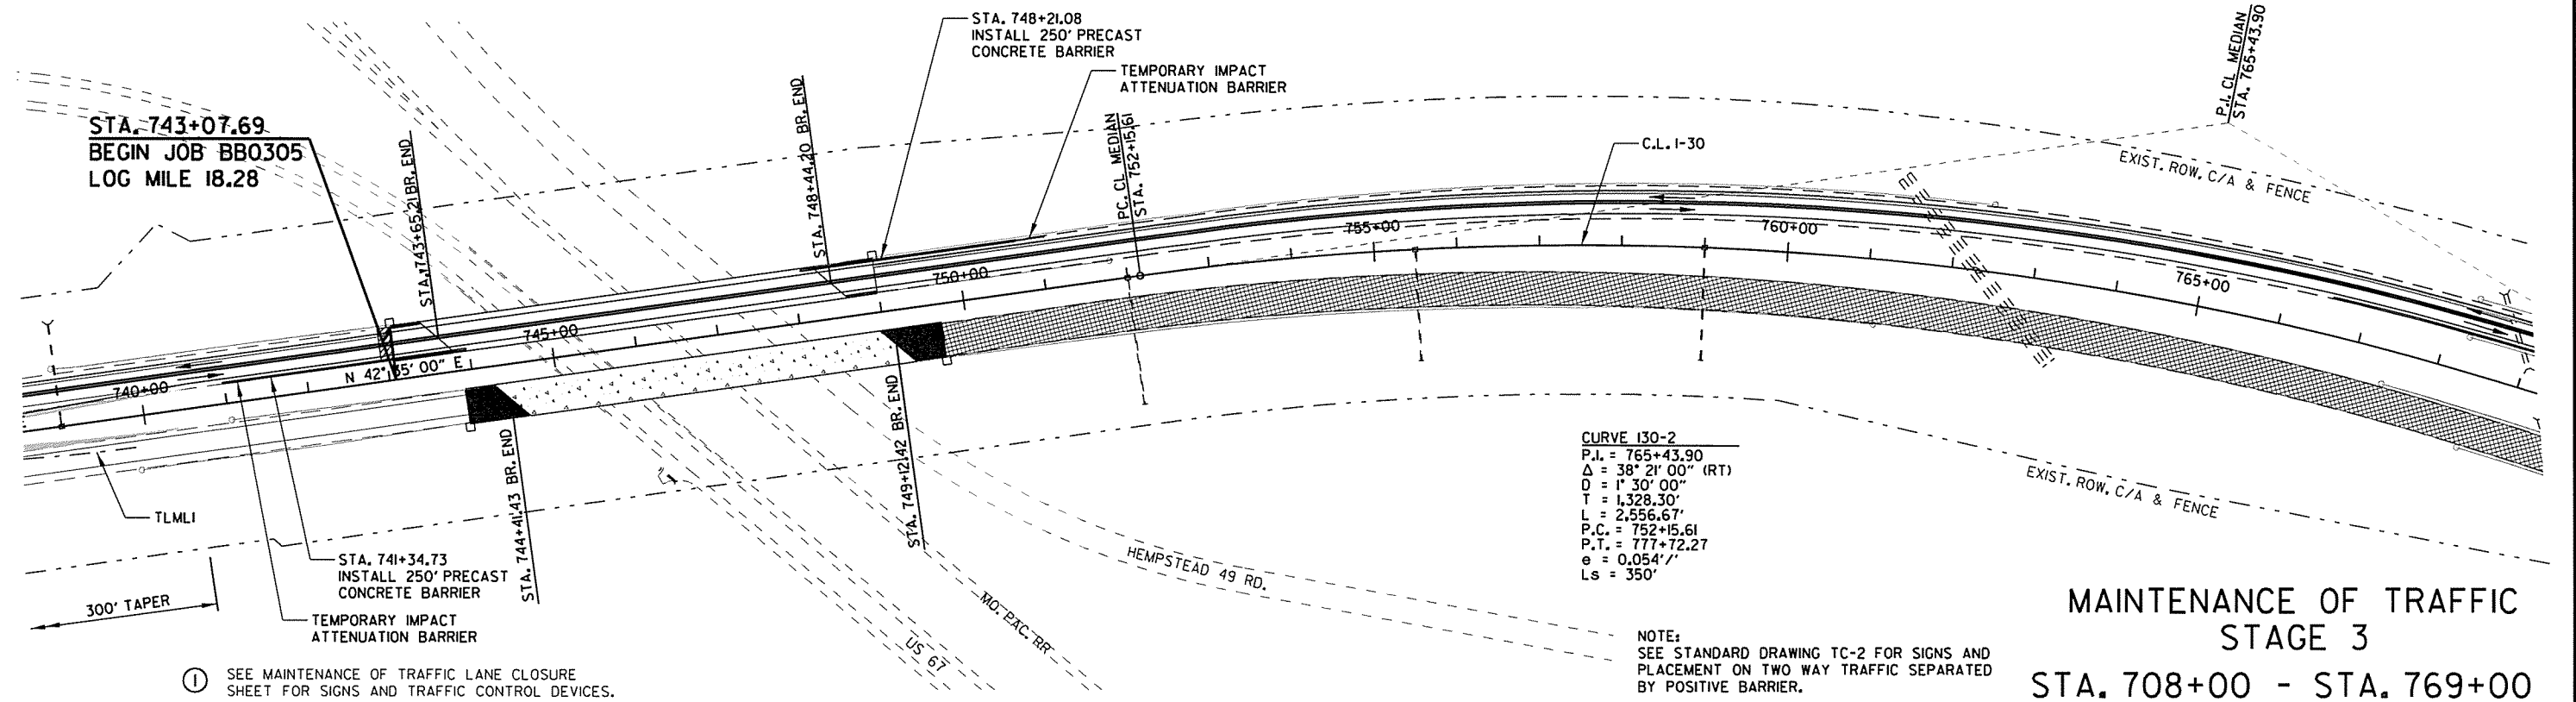 STA. 748+21.08
INSTALL 250' PRECAST
CONCRETE BARRIER
TEMPORARY IMPACT
ATTENUATION BARRIER
P.I. CL MEDIAN
STA. 765+43.90
STA. 743+07.69
BEGIN JOB BB0305
LOG MILE 18.28
STA. 743+65.21 BR. END
STA. 748+44.20 BR. END
PC. CL MEDIAN
STA. 752+15.61
C.L. I-30
EXIST. ROW, C/A & FENCE
740+00
745+00
750+00
755+00
760+00
765+00
N 42° 35' 00" E
TLML1
STA. 744+41.43 BR. END
STA. 749+12.42 BR. END
STA. 741+34.73
INSTALL 250' PRECAST
CONCRETE BARRIER
TEMPORARY IMPACT
ATTENUATION BARRIER
300' TAPER
HEMPSTEAD 49 RD.
MO. PAC. RR
US 67
EXIST. ROW, C/A & FENCE
CURVE 130-2
P.I. = 765+43.90
Δ = 38° 21' 00" (RT)
D = 1° 30' 00"
T = 1,328.30'
L = 2,556.67'
P.C. = 752+15.61
P.T. = 777+72.27
e = 0.054'/'
Ls = 350'
1 SEE MAINTENANCE OF TRAFFIC LANE CLOSURE
SHEET FOR SIGNS AND TRAFFIC CONTROL DEVICES.
NOTE:
SEE STANDARD DRAWING TC-2 FOR SIGNS AND
PLACEMENT ON TWO WAY TRAFFIC SEPARATED
BY POSITIVE BARRIER.
MAINTENANCE OF TRAFFIC
STAGE 3
STA. 708+00 - STA. 769+00